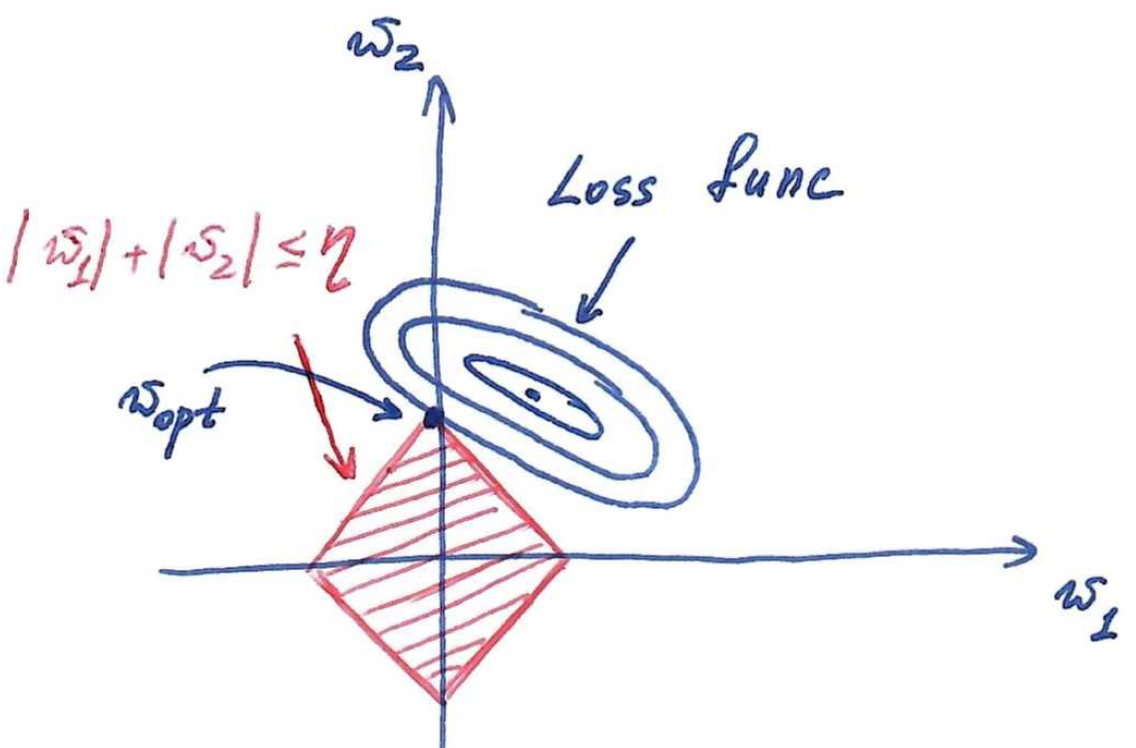 w₂
Loss func
|w₁|+|w₂| ≤ η
w_opt
w₁